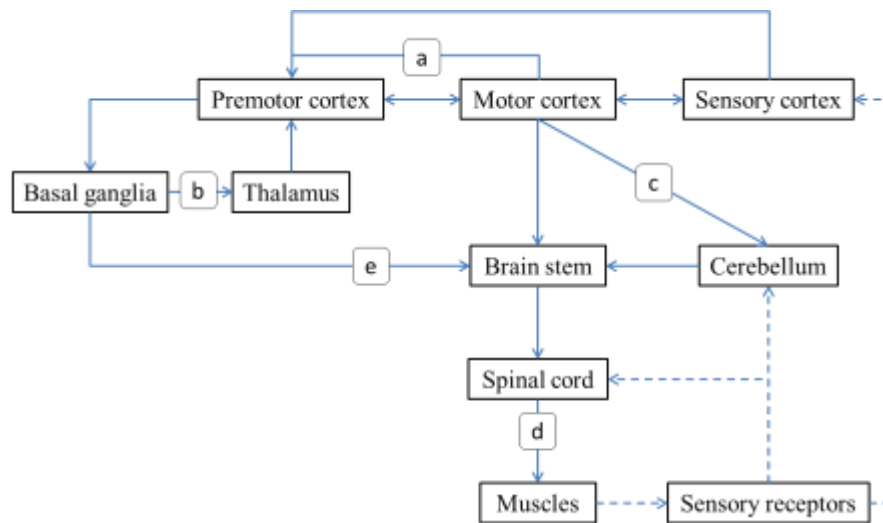 a
Premotor cortex
Motor cortex
Sensory cortex
Basal ganglia
b
Thalamus
c
e
Brain stem
Cerebellum
Spinal cord
d
Muscles
Sensory receptors